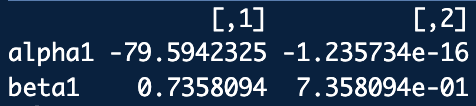 [,1] [,2]
alpha1 -79.5942325 -1.235734e-16
beta1 0.7358094 7.358094e-01